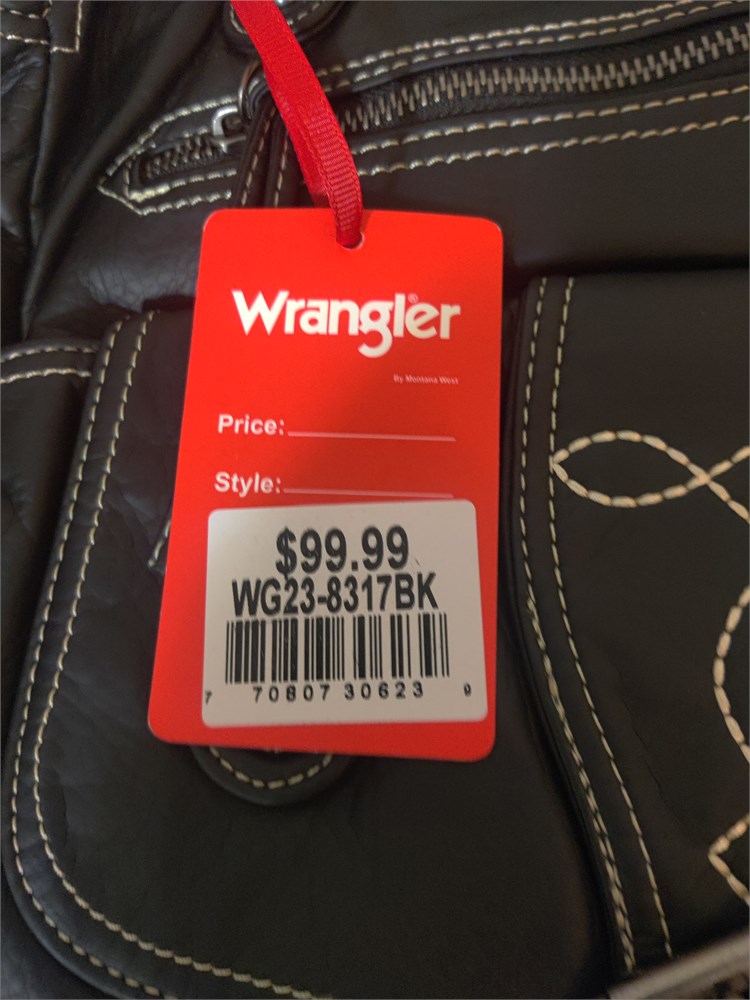 Wrangler®
By Montana West
Price:
Style:
$99.99
WG23-8317BK
7 70807 30623 9